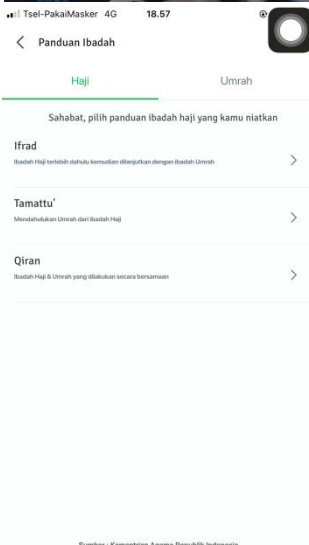 Tsel-PakaiMasker 4G 18.57
Panduan Ibadah
Haji Umrah
Sahabat, pilih panduan ibadah haji yang kamu niatkan
Ifrad
Ibadah Haji terlebih dahulu kemudian dilanjutkan dengan Ibadah Umrah
Tamattu'
Mendahulukan Umrah dari Ibadah Haji
Qiran
Ibadah Haji & Umrah yang dilakukan secara bersamaan
Sumber : Kementrian Agama Republik Indonesia